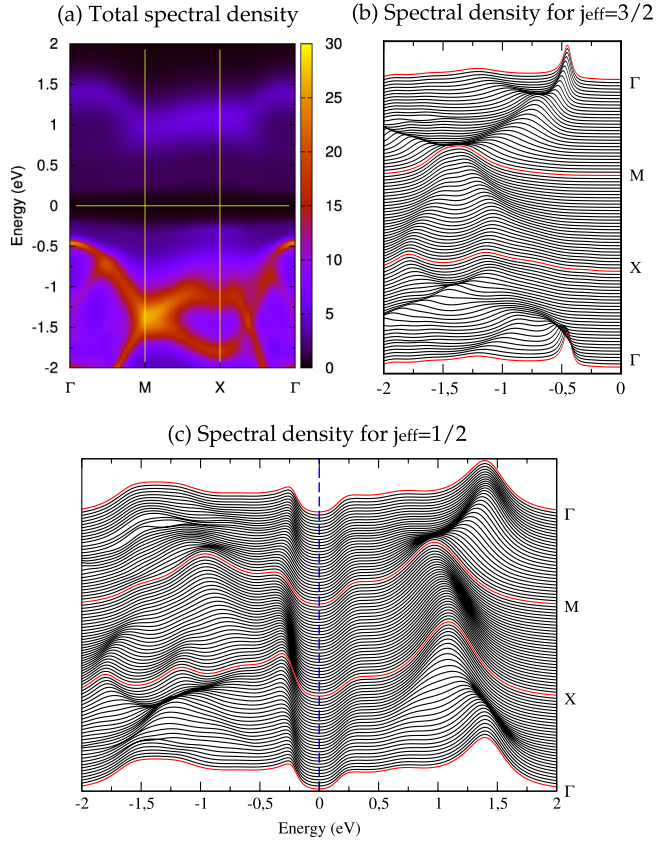 (a) Total spectral density
(b) Spectral density for jeff=3/2
2
1.5
1
0.5
0
-0.5
-1
-1.5
-2
Energy (eV)
Γ M X Γ
30
25
20
15
10
5
0
Γ
M
X
Γ
-2 -1,5 -1 -0,5 0
(c) Spectral density for jeff=1/2
Γ
M
X
Γ
-2 -1,5 -1 -0,5 0 0,5 1 1,5 2
Energy (eV)